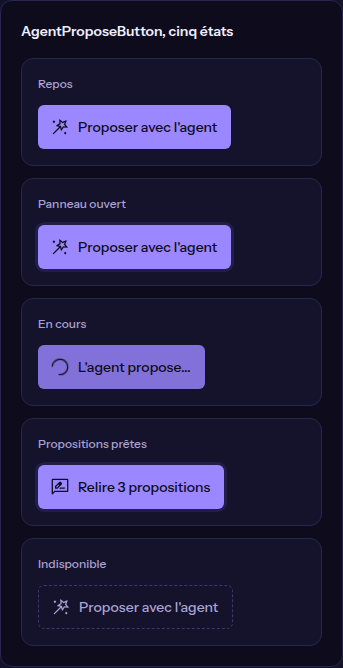 AgentProposeButton, cinq états
Repos
Proposer avec l'agent
Panneau ouvert
Proposer avec l'agent
En cours
L'agent propose...
Propositions prêtes
Relire 3 propositions
Indisponible
Proposer avec l'agent